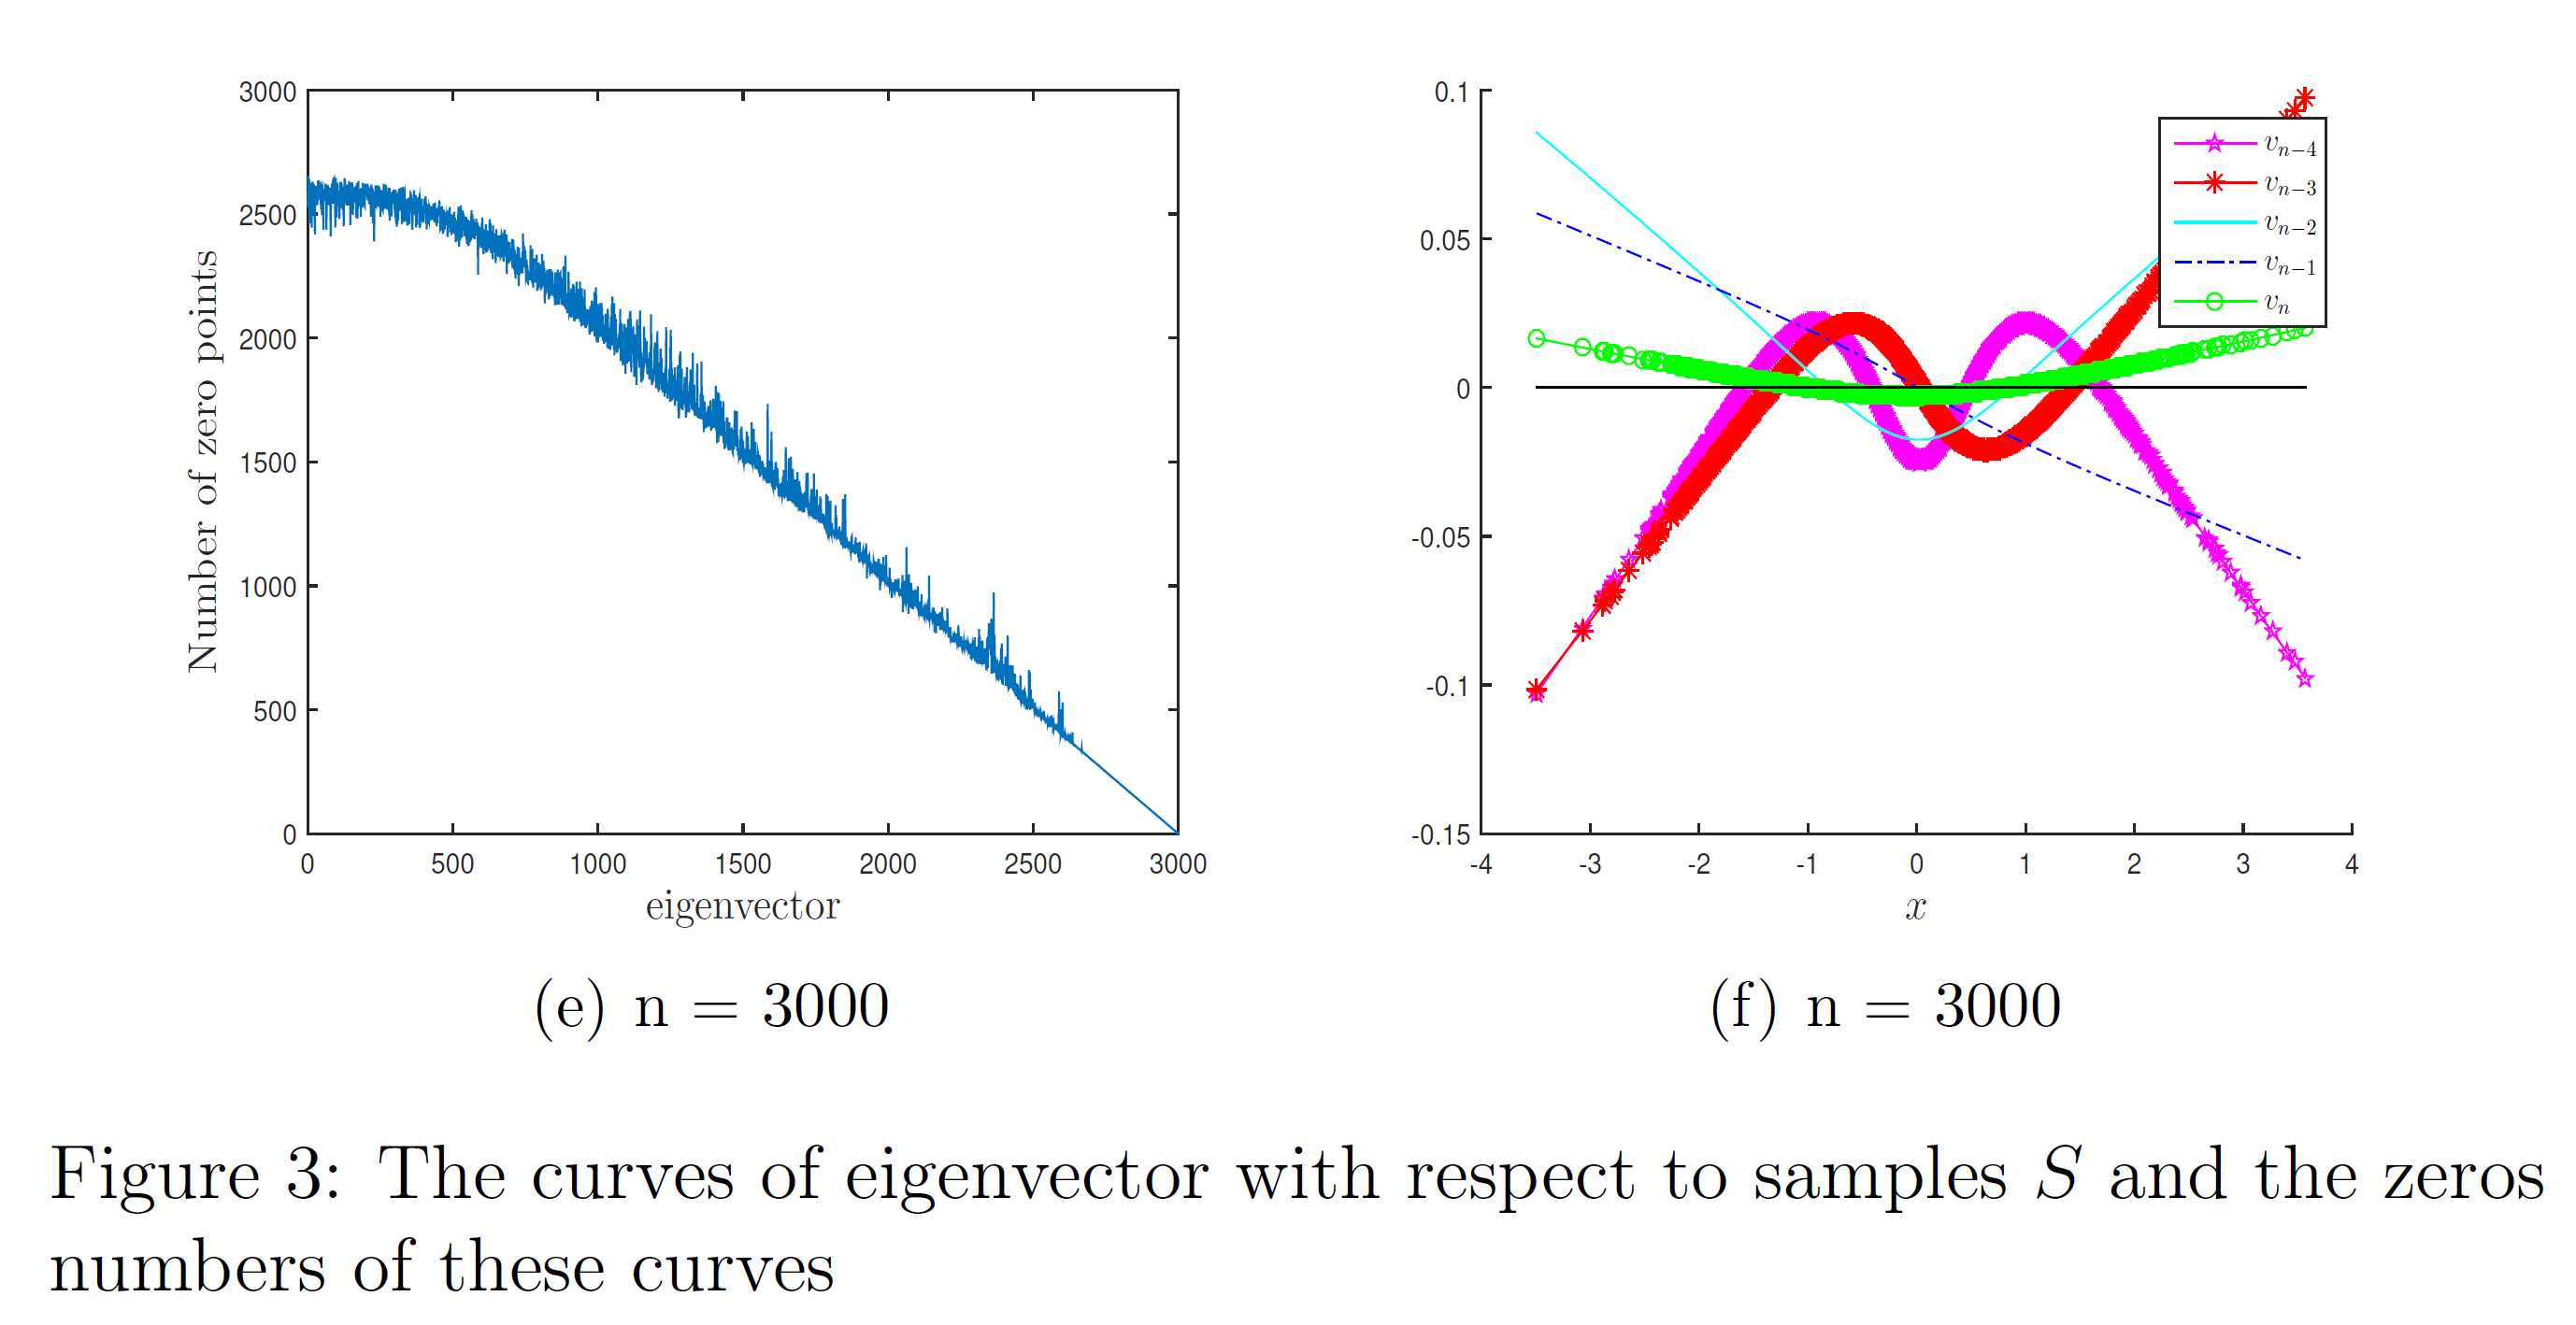 3000
2500
2000
1500
1000
500
0
Number of zero points
0 500 1000 1500 2000 2500 3000
eigenvector
(e) n = 3000
0.1
0.05
0
-0.05
-0.1
-0.15
v_{n-4}
v_{n-3}
v_{n-2}
v_{n-1}
v_n
-4 -3 -2 -1 0 1 2 3 4
x
(f) n = 3000
Figure 3: The curves of eigenvector with respect to samples S and the zeros
numbers of these curves